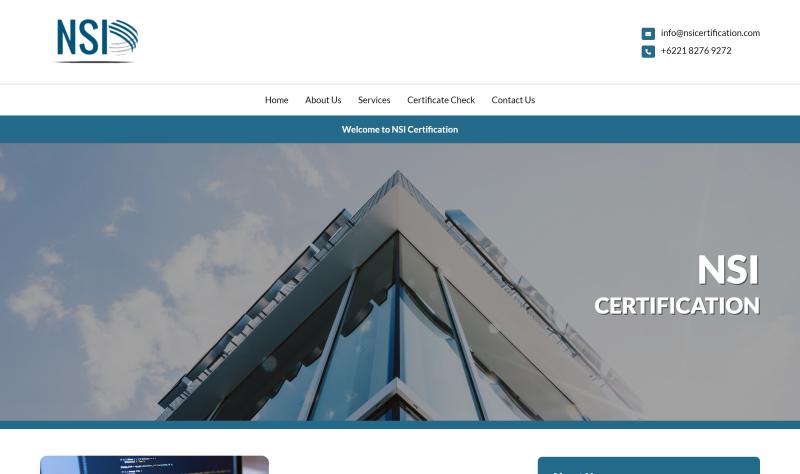 NSI
info@nsicertification.com
+6221 8276 9272
Home About Us Services Certificate Check Contact Us
Welcome to NSI Certification
NSI
CERTIFICATION